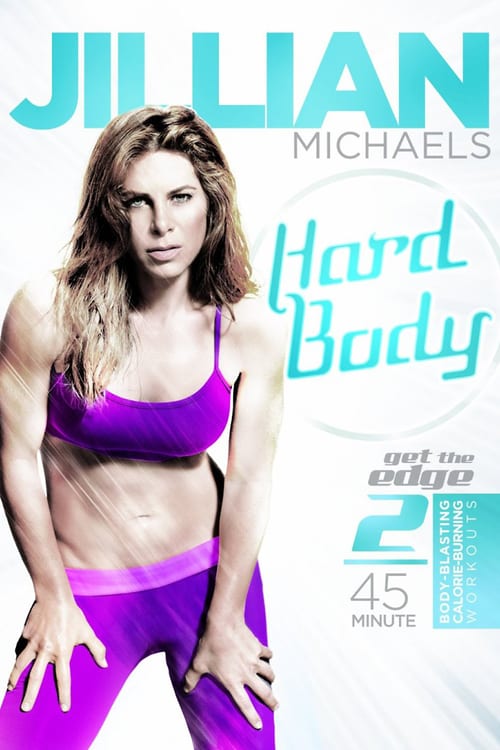 JILLIAN
MICHAELS
Hard
Body
get the
edge
2
45
MINUTE
BODY-BLASTING
CALORIE-BURNING
WORKOUTS